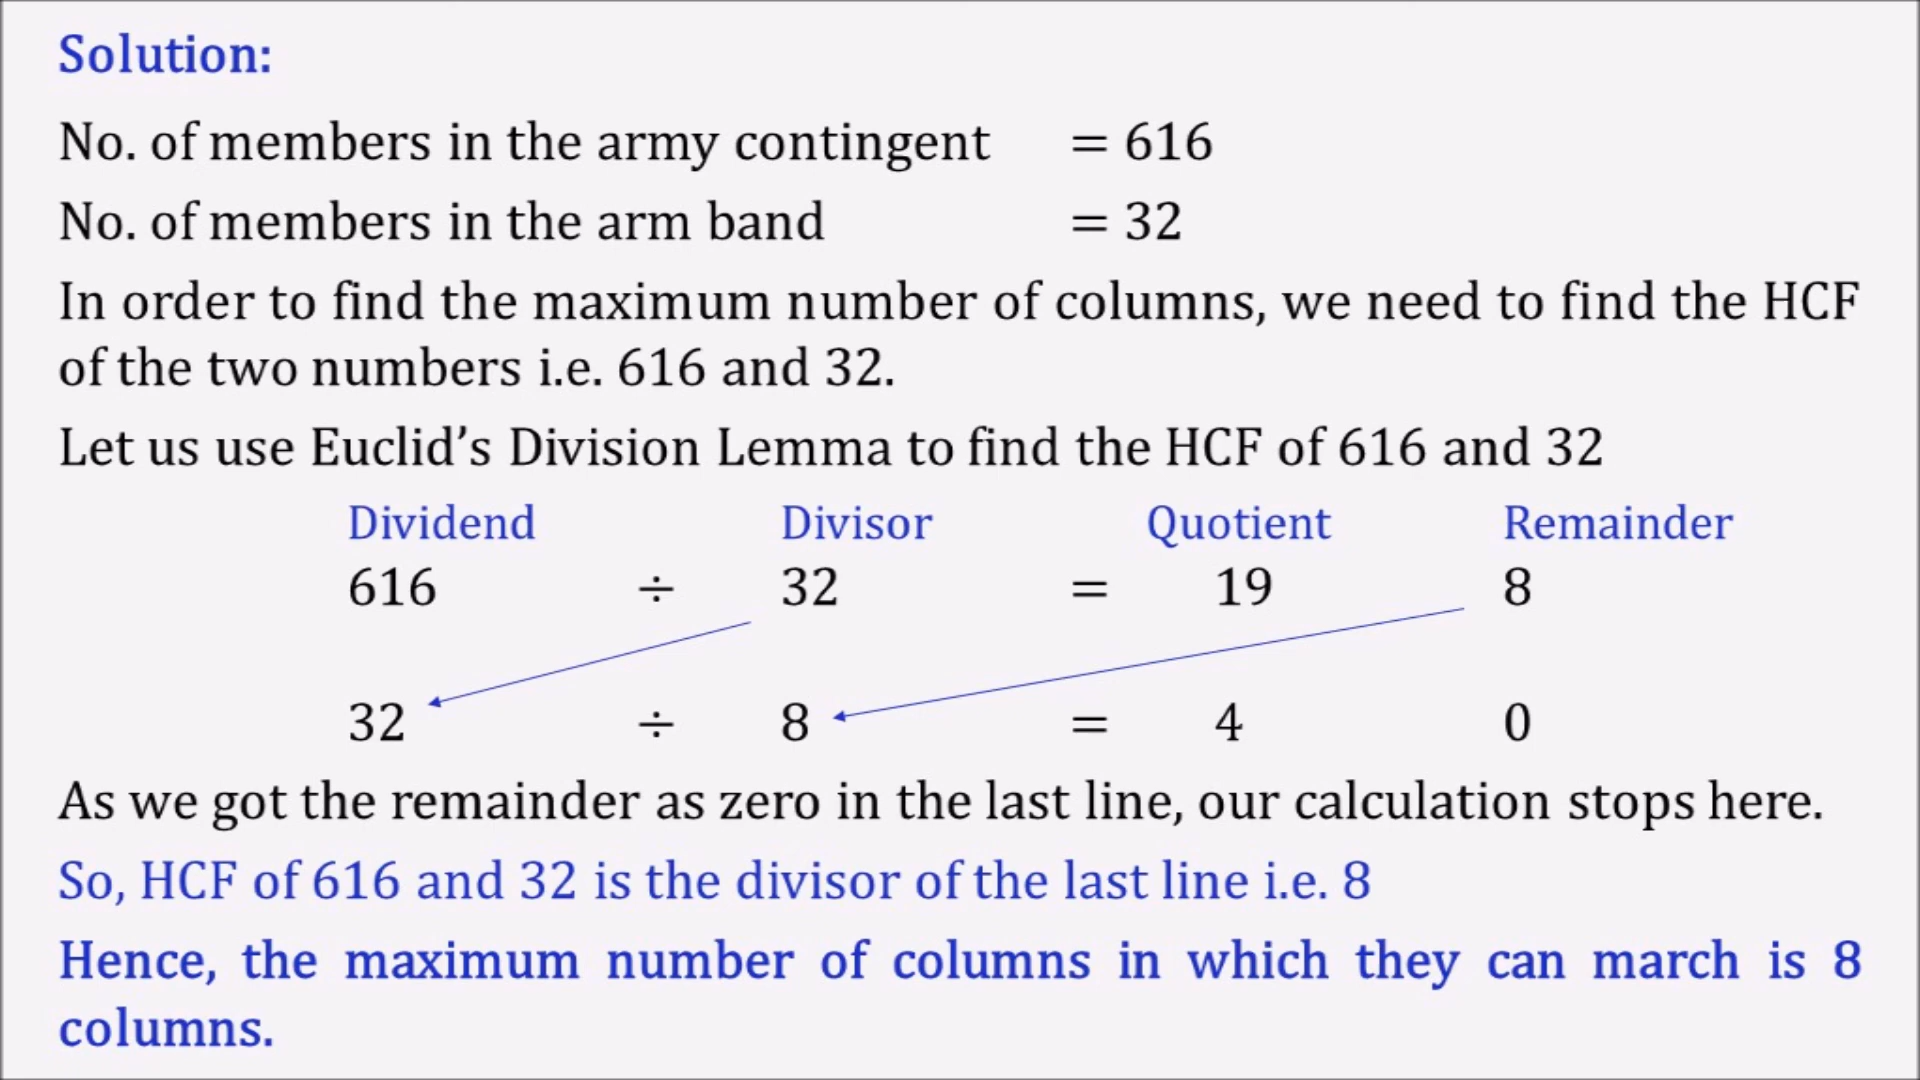 Solution:
No. of members in the army contingent = 616
No. of members in the arm band = 32
In order to find the maximum number of columns, we need to find the HCF
of the two numbers i.e. 616 and 32.
Let us use Euclid’s Division Lemma to find the HCF of 616 and 32
Dividend Divisor Quotient Remainder
616 ÷ 32 = 19 8
32 ÷ 8 = 4 0
As we got the remainder as zero in the last line, our calculation stops here.
So, HCF of 616 and 32 is the divisor of the last line i.e. 8
Hence, the maximum number of columns in which they can march is 8
columns.